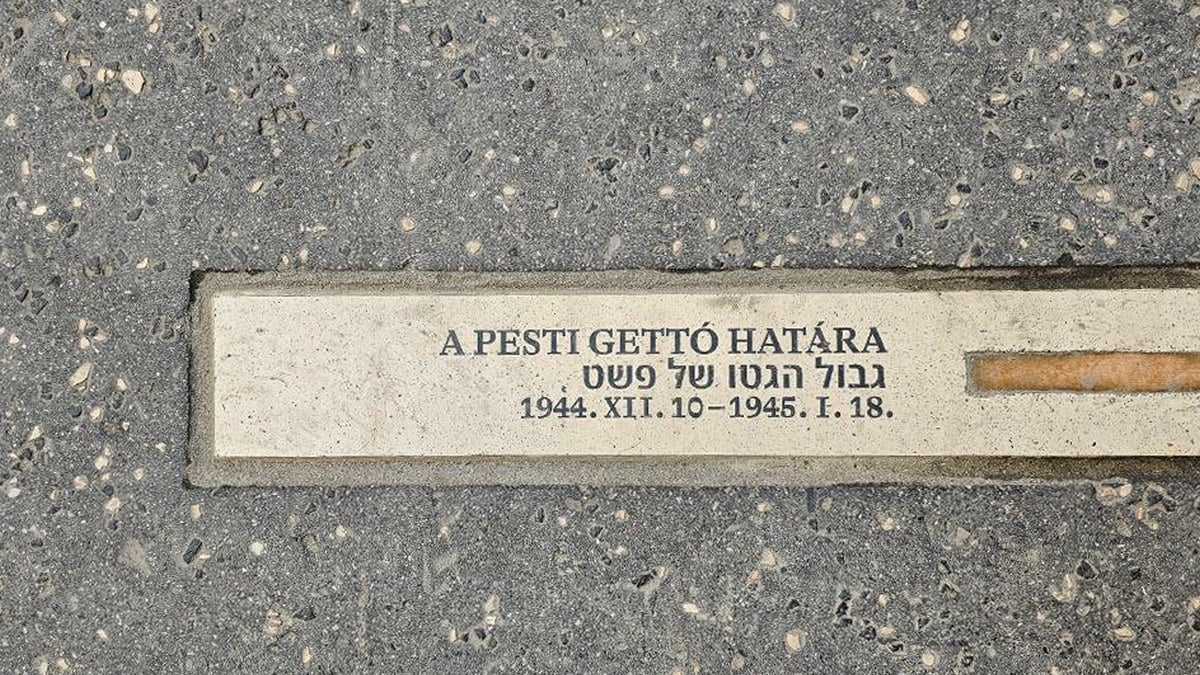 A PESTI GETTÓ HATÁRA
גבול הגטו של פשט
1944. XII. 10–1945. I. 18.